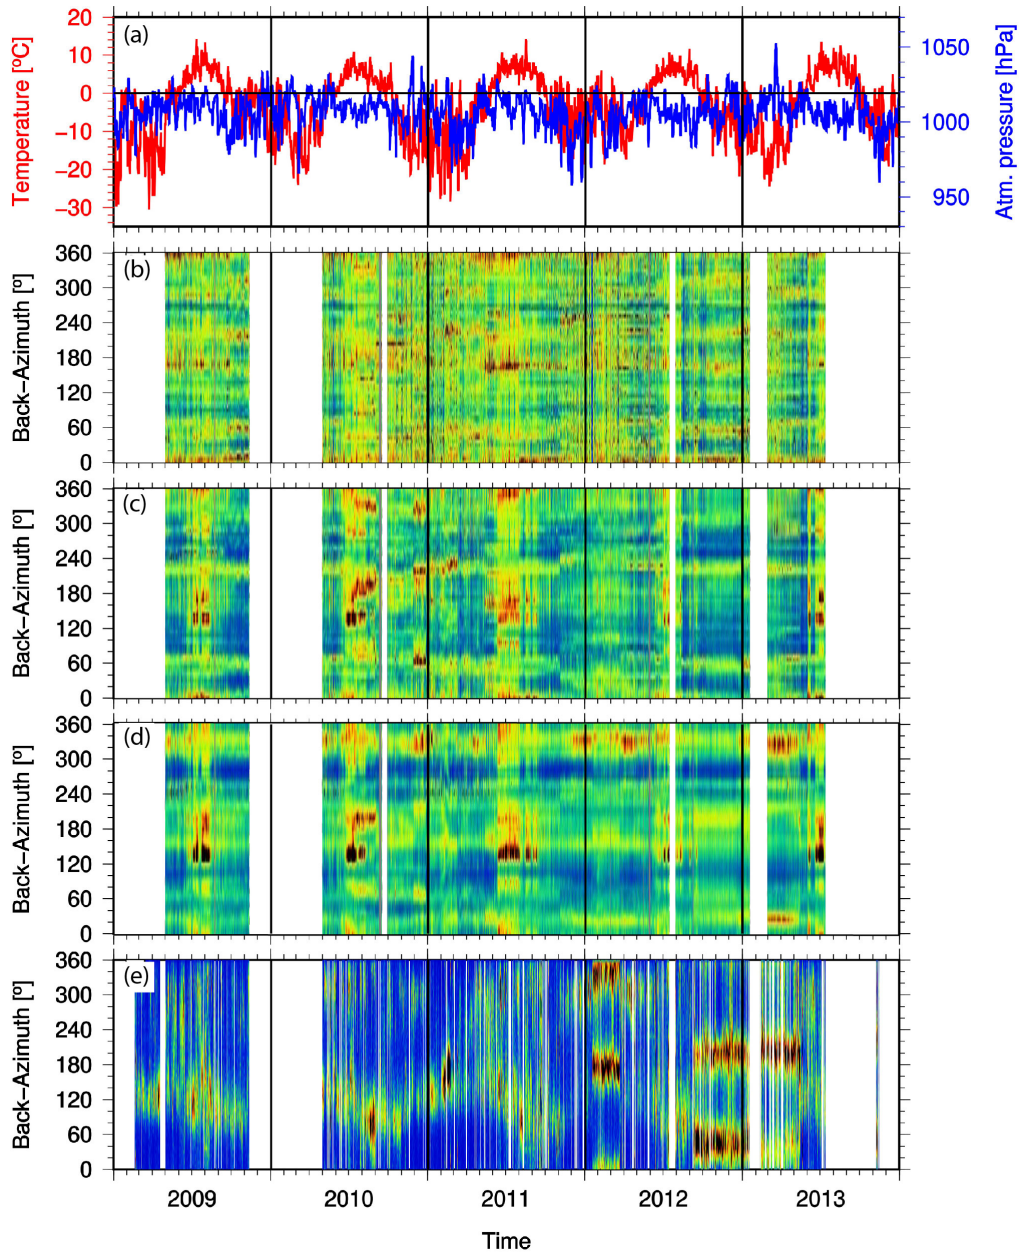 (a)
Temperature [ºC]
20
10
0
−10
−20
−30
1050
1000
950
Atm. pressure [hPa]
(b)
Back−Azimuth [º]
360
300
240
180
120
60
0
(c)
Back−Azimuth [º]
360
300
240
180
120
60
0
(d)
Back−Azimuth [º]
360
300
240
180
120
60
0
(e)
Back−Azimuth [º]
360
300
240
180
120
60
0
2009 2010 2011 2012 2013
Time